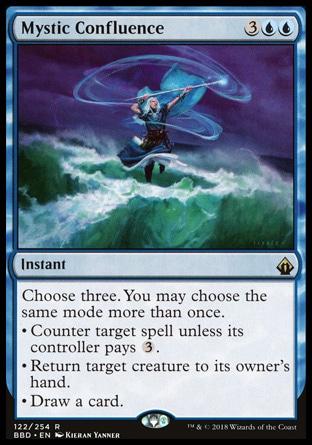 Mystic Confluence 3
Instant
Choose three. You may choose the
same mode more than once.
• Counter target spell unless its
controller pays 3.
• Return target creature to its owner's
hand.
• Draw a card.
122/254 R
BBD • EN Kieran Yanner
™ & © 2018 Wizards of the Coast